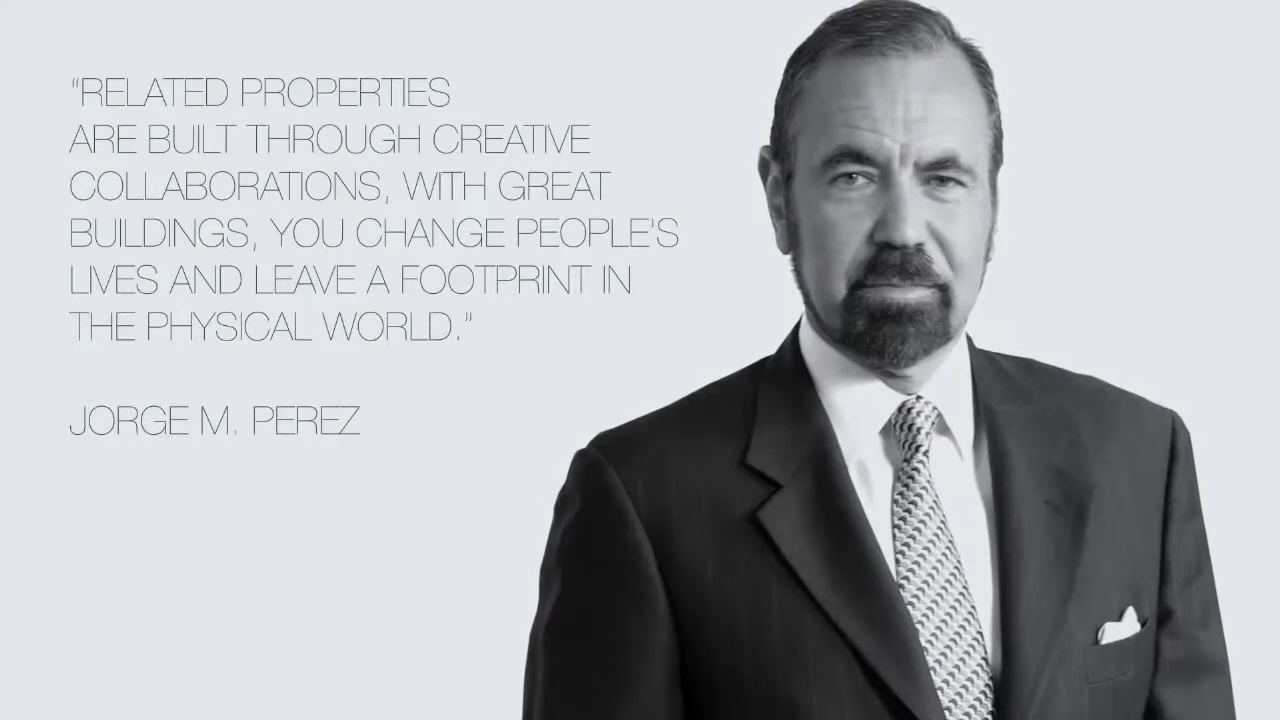 “RELATED PROPERTIES
ARE BUILT THROUGH CREATIVE
COLLABORATIONS, WITH GREAT
BUILDINGS, YOU CHANGE PEOPLE'S
LIVES AND LEAVE A FOOTPRINT IN
THE PHYSICAL WORLD.”
JORGE M. PEREZ